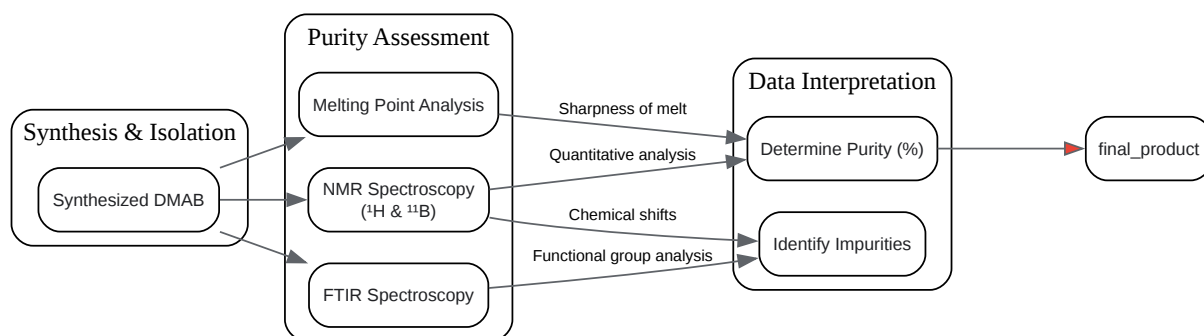 Synthesis & Isolation
Synthesized DMAB
Purity Assessment
Melting Point Analysis
NMR Spectroscopy
(¹H & ¹¹B)
FTIR Spectroscopy
Sharpness of melt
Quantitative analysis
Chemical shifts
Functional group analysis
Data Interpretation
Determine Purity (%)
Identify Impurities
final_product